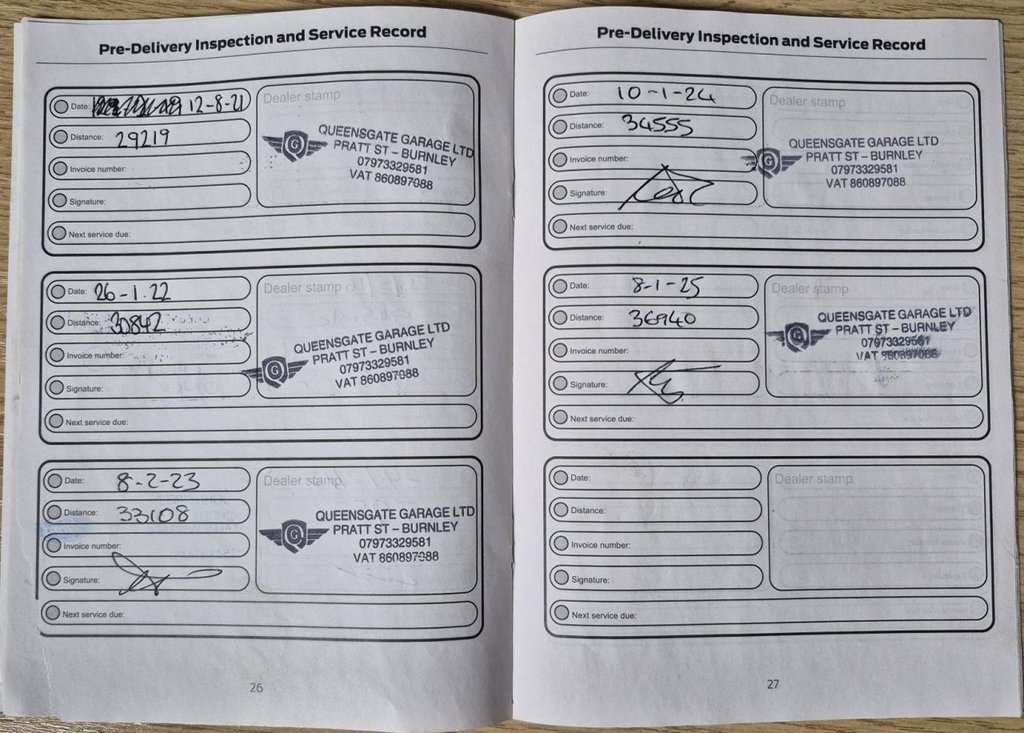 Pre-Delivery Inspection and Service Record
Date: 12-8-21
Distance: 29219
Invoice number:
Signature:
Next service due:
Dealer stamp
G
QUEENSGATE GARAGE LTD
PRATT ST – BURNLEY
07973329581
VAT 860897088
Date: 26-1.22
Distance: 30842
Invoice number:
Signature:
Next service due:
Dealer stamp
G
QUEENSGATE GARAGE LTD
PRATT ST – BURNLEY
07973329581
VAT 860897088
Date: 8-2-23
Distance: 33108
Invoice number:
Signature:
Next service due:
Dealer stamp
G
QUEENSGATE GARAGE LTD
PRATT ST – BURNLEY
07973329581
VAT 860897088
26
Pre-Delivery Inspection and Service Record
Date: 10-1-24
Distance: 34555
Invoice number:
Signature:
Next service due:
Dealer stamp
G
QUEENSGATE GARAGE LTD
PRATT ST – BURNLEY
07973329581
VAT 860897088
Date: 8-1-25
Distance: 36940
Invoice number:
Signature:
Next service due:
Dealer stamp
G
QUEENSGATE GARAGE LTD
PRATT ST – BURNLEY
07973329581
VAT 860897088
Date:
Distance:
Invoice number:
Signature:
Next service due:
Dealer stamp
27